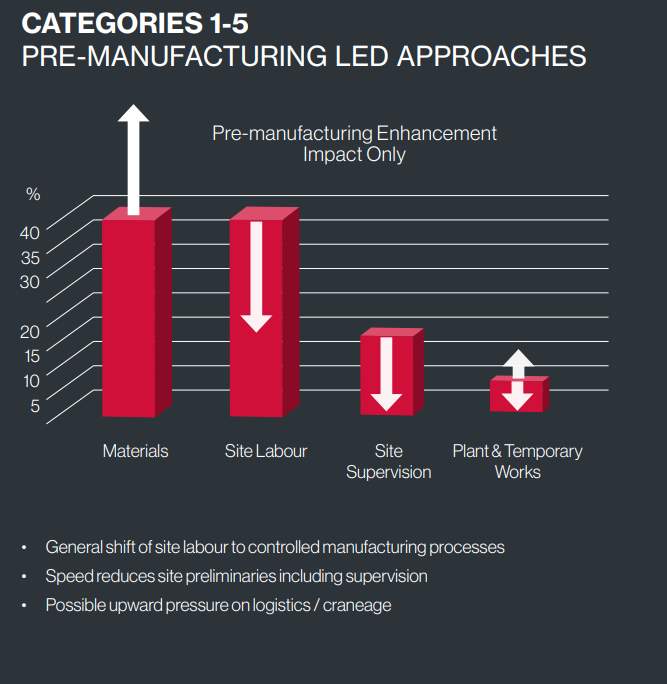 CATEGORIES 1-5
PRE-MANUFACTURING LED APPROACHES
Pre-manufacturing Enhancement
Impact Only
%
40
35
30
20
15
10
5
Materials
Site Labour
Site
Supervision
Plant & Temporary
Works
• General shift of site labour to controlled manufacturing processes
• Speed reduces site preliminaries including supervision
• Possible upward pressure on logistics / craneage